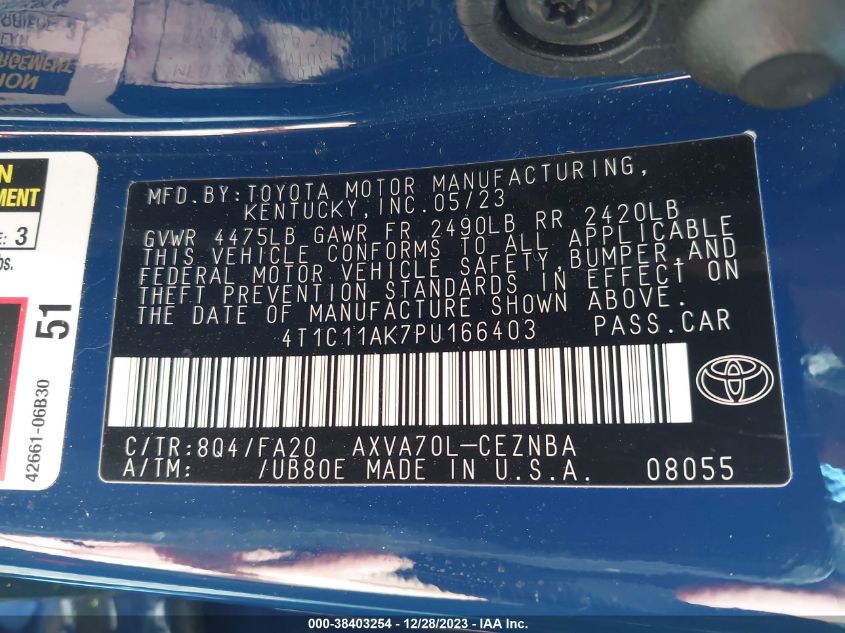 MENT
E: 3
bs.
51
42661-06B30
MFD.BY:TOYOTA MOTOR MANUFACTURING,
KENTUCKY,INC.05/23
GVWR 4475LB GAWR FR 2490LB RR 2420LB
THIS VEHICLE CONFORMS TO ALL APPLICABLE
FEDERAL MOTOR VEHICLE SAFETY,BUMPER,AND
THEFT PREVENTION STANDARDS IN EFFECT ON
THE DATE OF MANUFACTURE SHOWN ABOVE.
4T1C11AK7PU166403 PASS.CAR
C/TR:8Q4/FA20 AXVA70L-CEZNBA
A/TM: /UB80E MADE IN U.S.A. 08055
000-38403254 - 12/28/2023 - IAA Inc.